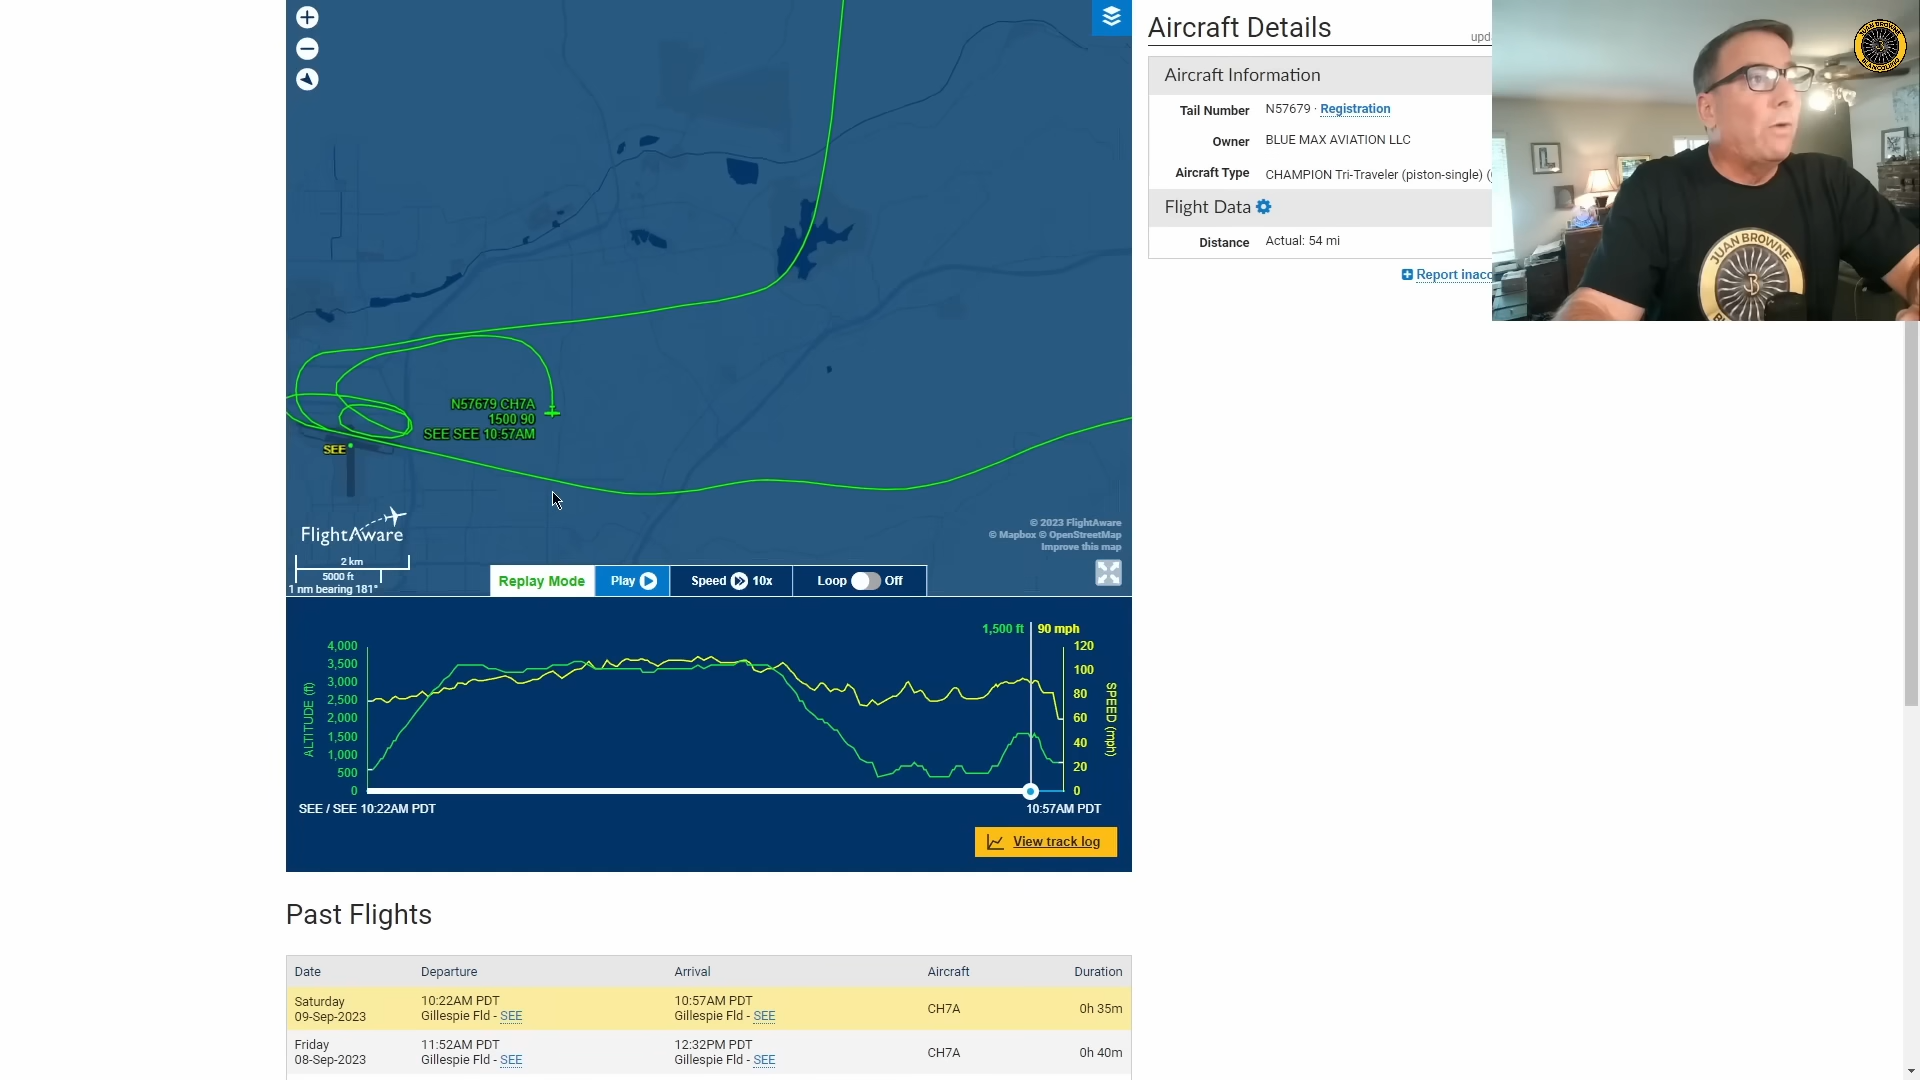 Aircraft Details
upd
Aircraft Information
Tail Number N57679 · Registration
Owner BLUE MAX AVIATION LLC
Aircraft Type CHAMPION Tri-Traveler (piston-single) (
Flight Data
Distance Actual: 54 mi
Report inacc
JUAN BROWNE
BLANCOLIRIO
JUAN BROWNE
N57679 CH7A
1500 90
SEE SEE 10:57AM
SEE
FlightAware
2 km
5000 ft
1 nm bearing 181°
© 2023 FlightAware
© Mapbox © OpenStreetMap
Improve this map
Replay Mode Play Speed 10x Loop Off
1,500 ft 90 mph
ALTITUDE (ft)
4,000
3,500
3,000
2,500
2,000
1,500
1,000
500
0
120
100
80
60
40
20
0
SPEED (mph)
SEE / SEE 10:22AM PDT
10:57AM PDT
View track log
Past Flights
Date Departure Arrival Aircraft Duration
Saturday 10:22AM PDT 10:57AM PDT
09-Sep-2023 Gillespie Fld - SEE Gillespie Fld - SEE CH7A 0h 35m
Friday 11:52AM PDT 12:32PM PDT
08-Sep-2023 Gillespie Fld - SEE Gillespie Fld - SEE CH7A 0h 40m